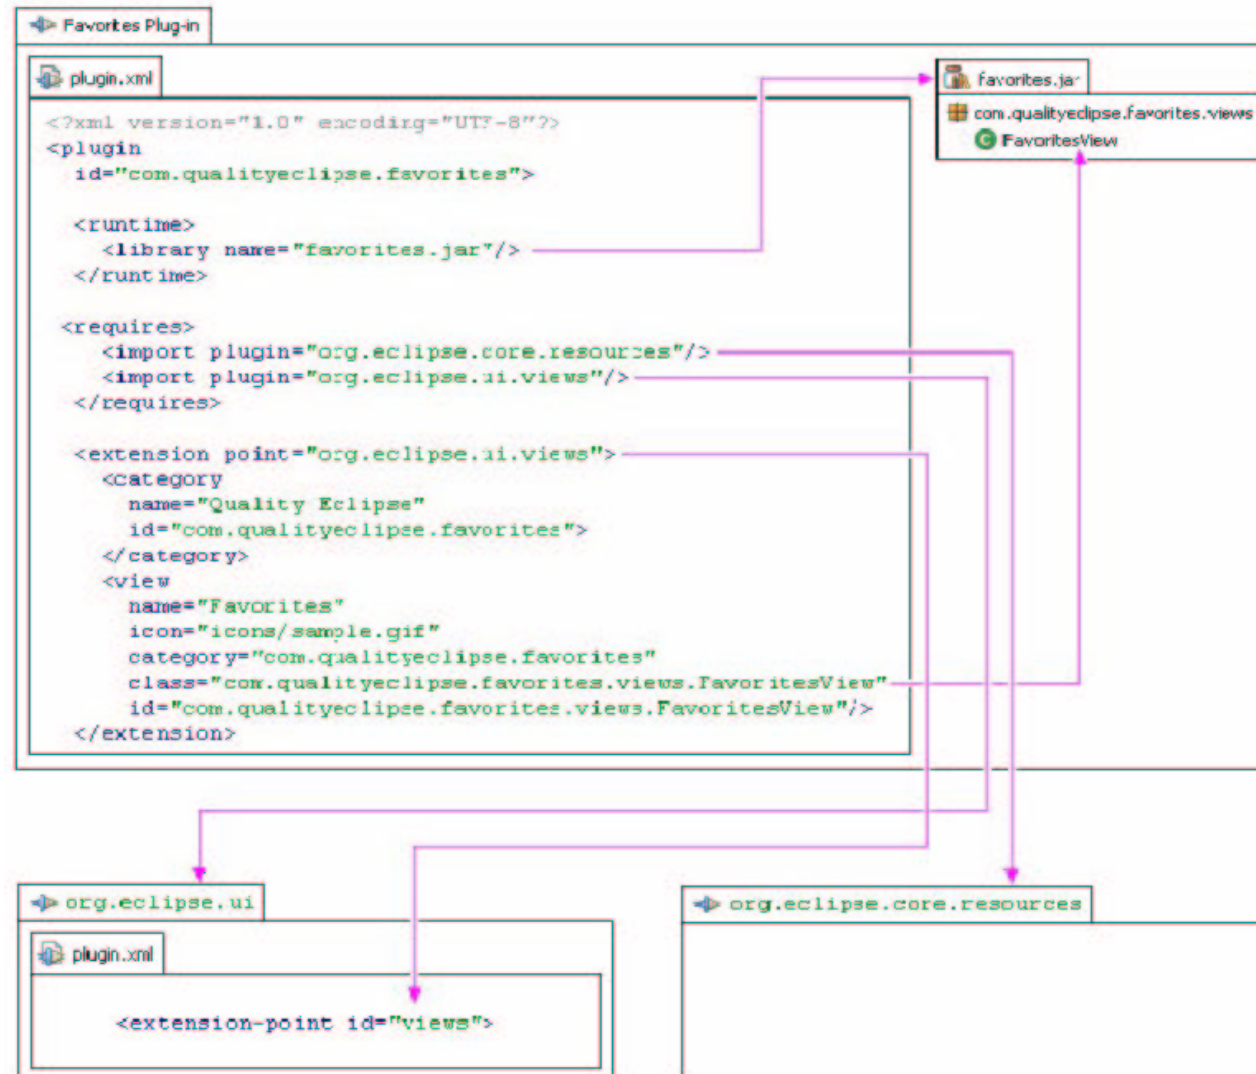 Favorites Plug-in
plugin.xml
<?xml version="1.0" encoding="UTF-8"?>
<plugin
id="com.qualityeclipse.favorites">
<runtime>
<library name="favorites.jar"/>
</runtime>
<requires>
<import plugin="org.eclipse.core.resources"/>
<import plugin="org.eclipse.ui.views"/>
</requires>
<extension point="org.eclipse.ui.views">
<category
name="Quality Eclipse"
id="com.qualityeclipse.favorites">
</category>
<view
name="Favorites"
icon="icons/sample.gif"
category="com.qualityeclipse.favorites"
class="com.qualityeclipse.favorites.views.FavoritesView"
id="com.qualityeclipse.favorites.views.FavoritesView"/>
</extension>
favorites.jar
com.qualityeclipse.favorites.views
C FavoritesView
org.eclipse.ui
plugin.xml
<extension-point id="views">
org.eclipse.core.resources